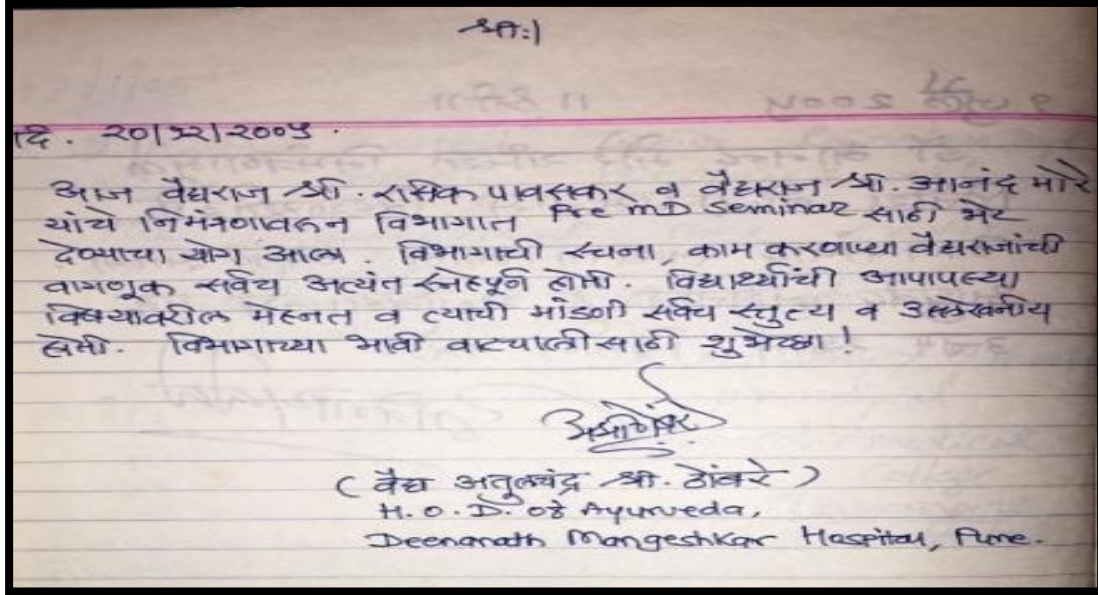 श्रीः।
दि. २०/१२/२००५.
आज वैद्यराज श्री. रसिक पावसकर व वैद्यराज श्री. आनंद मोरे
यांचे निमंत्रणावरून विभागात Pre MD Seminar साठी भेट
देण्याचा योग आला. विभागाची रचना, काम करणाऱ्या वैद्यराजांची
वागणूक सर्वच अत्यंत स्नेहपूर्ण होती. विद्यार्थ्यांची आपापल्या
विषयावरील मेहनत व त्याची मांडणी सर्वच स्तुत्य व उल्लेखनीय
होती. विभागाच्या भावी वाटचालीसाठी शुभेच्छा!
(वैद्य अतुलचंद्र श्री. ठोंबरे)
H.O.D. of Ayurveda,
Deenanath Mangeshkar Hospital, Pune.